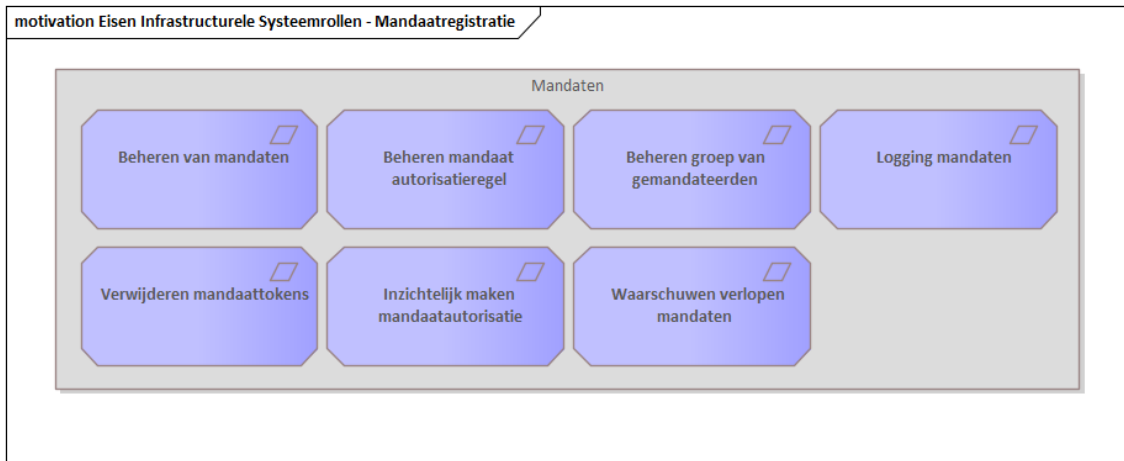 motivation Eisen Infrastructurele Systeemrollen - Mandaatregistratie
Mandaten
Beheren van mandaten
Beheren mandaat
autorisatieregel
Beheren groep van
gemandateerden
Logging mandaten
Verwijderen mandaattokens
Inzichtelijk maken
mandaatautorisatie
Waarschuwen verlopen
mandaten